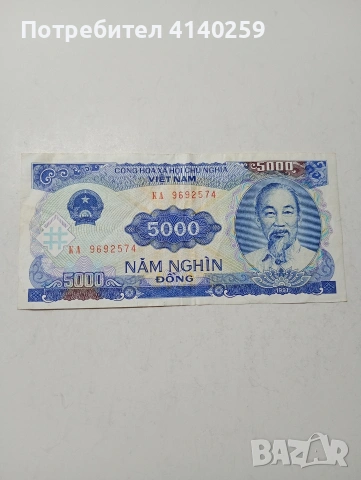 Потребител 4140259
CỘNG HÒA XÃ HỘI CHỦ NGHĨA
VIỆT NAM
5000
KA 9692574
5000
KA 9692574
NĂM NGHÌN
ĐỒNG
5000
1991
BAZAR